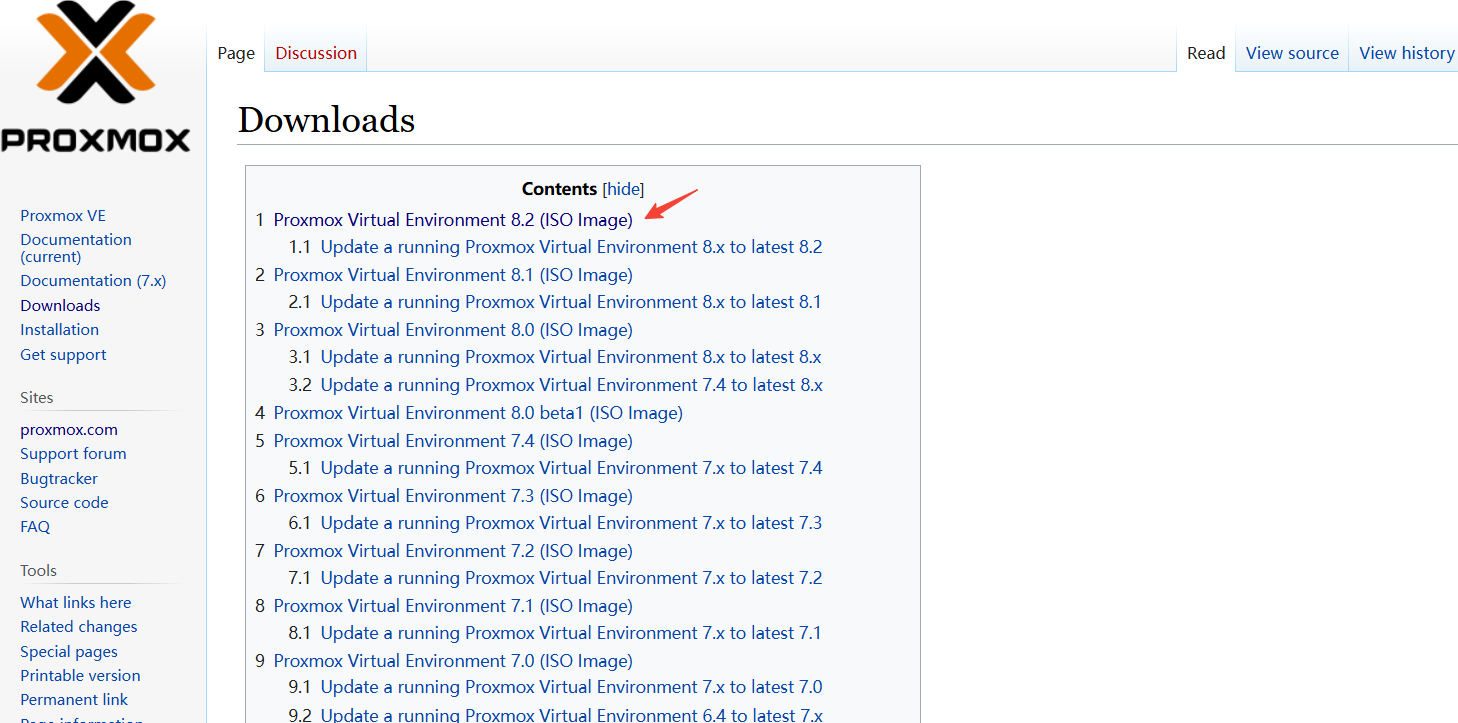 PROXMOX
Page
Discussion
Read
View source
View history
Downloads
Proxmox VE
Documentation
(current)
Documentation (7.x)
Downloads
Installation
Get support
Sites
proxmox.com
Support forum
Bugtracker
Source code
FAQ
Tools
What links here
Related changes
Special pages
Printable version
Permanent link
Page information
Contents [hide]
1 Proxmox Virtual Environment 8.2 (ISO Image)
1.1 Update a running Proxmox Virtual Environment 8.x to latest 8.2
2 Proxmox Virtual Environment 8.1 (ISO Image)
2.1 Update a running Proxmox Virtual Environment 8.x to latest 8.1
3 Proxmox Virtual Environment 8.0 (ISO Image)
3.1 Update a running Proxmox Virtual Environment 8.x to latest 8.x
3.2 Update a running Proxmox Virtual Environment 7.4 to latest 8.x
4 Proxmox Virtual Environment 8.0 beta1 (ISO Image)
5 Proxmox Virtual Environment 7.4 (ISO Image)
5.1 Update a running Proxmox Virtual Environment 7.x to latest 7.4
6 Proxmox Virtual Environment 7.3 (ISO Image)
6.1 Update a running Proxmox Virtual Environment 7.x to latest 7.3
7 Proxmox Virtual Environment 7.2 (ISO Image)
7.1 Update a running Proxmox Virtual Environment 7.x to latest 7.2
8 Proxmox Virtual Environment 7.1 (ISO Image)
8.1 Update a running Proxmox Virtual Environment 7.x to latest 7.1
9 Proxmox Virtual Environment 7.0 (ISO Image)
9.1 Update a running Proxmox Virtual Environment 7.x to latest 7.0
9.2 Update a running Proxmox Virtual Environment 6.4 to latest 7.x